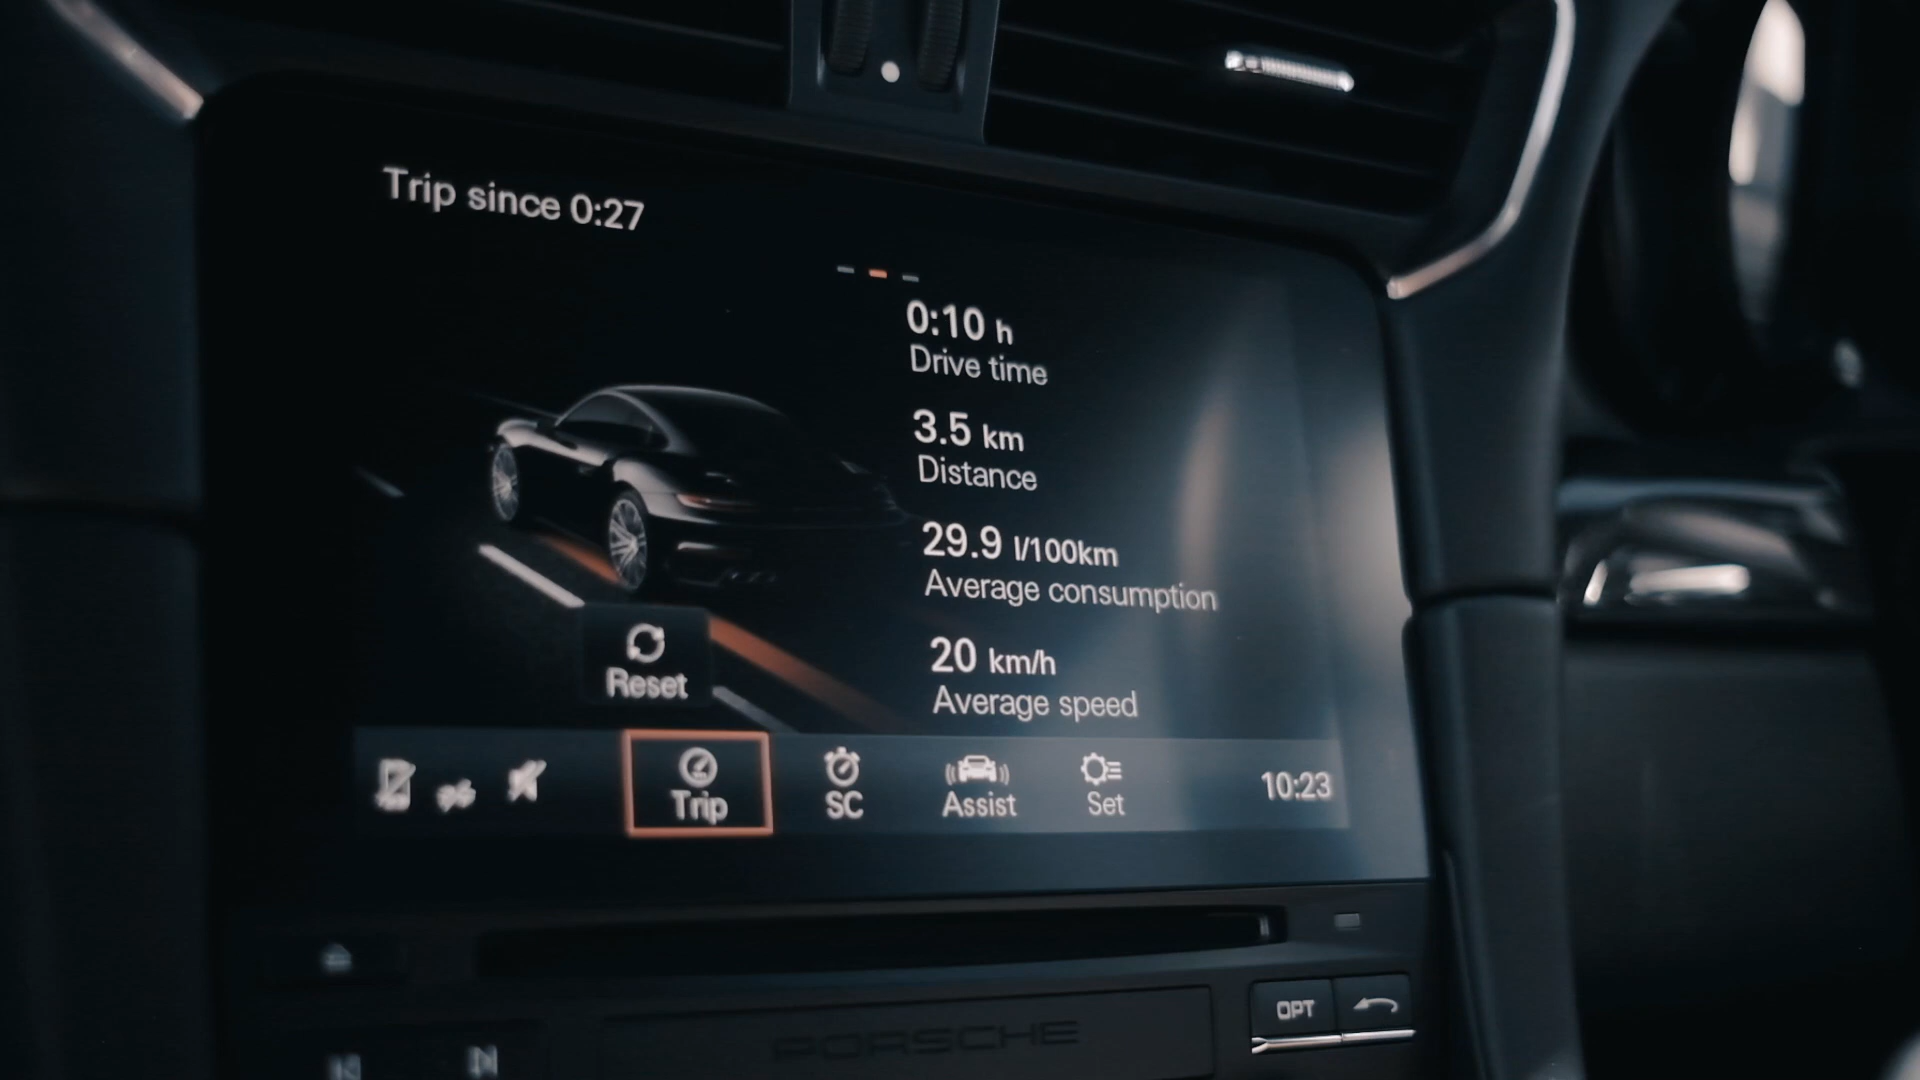 Trip since 0:27
0:10 h
Drive time
3.5 km
Distance
29.9 l/100km
Average consumption
20 km/h
Average speed
Reset
Trip
SC
Assist
Set
10:23
OPT
PORSCHE